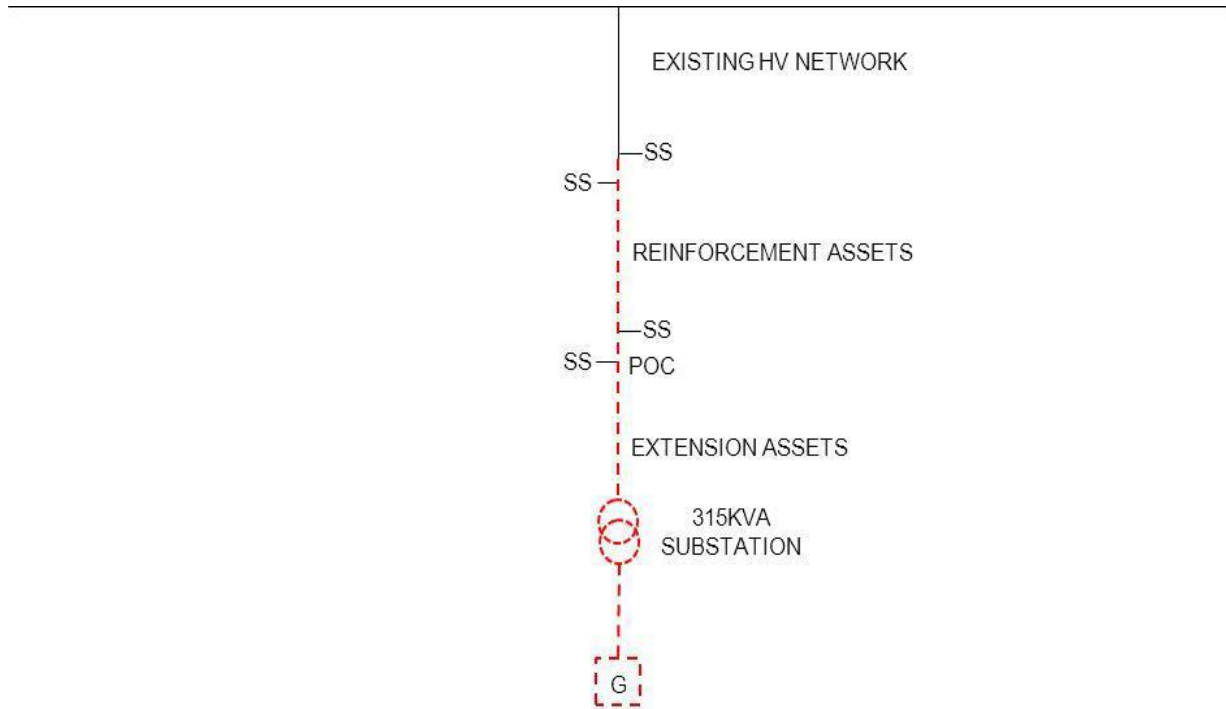 EXISTING HV NETWORK
SS
SS
REINFORCEMENT ASSETS
SS
SS
POC
EXTENSION ASSETS
315KVA
SUBSTATION
G